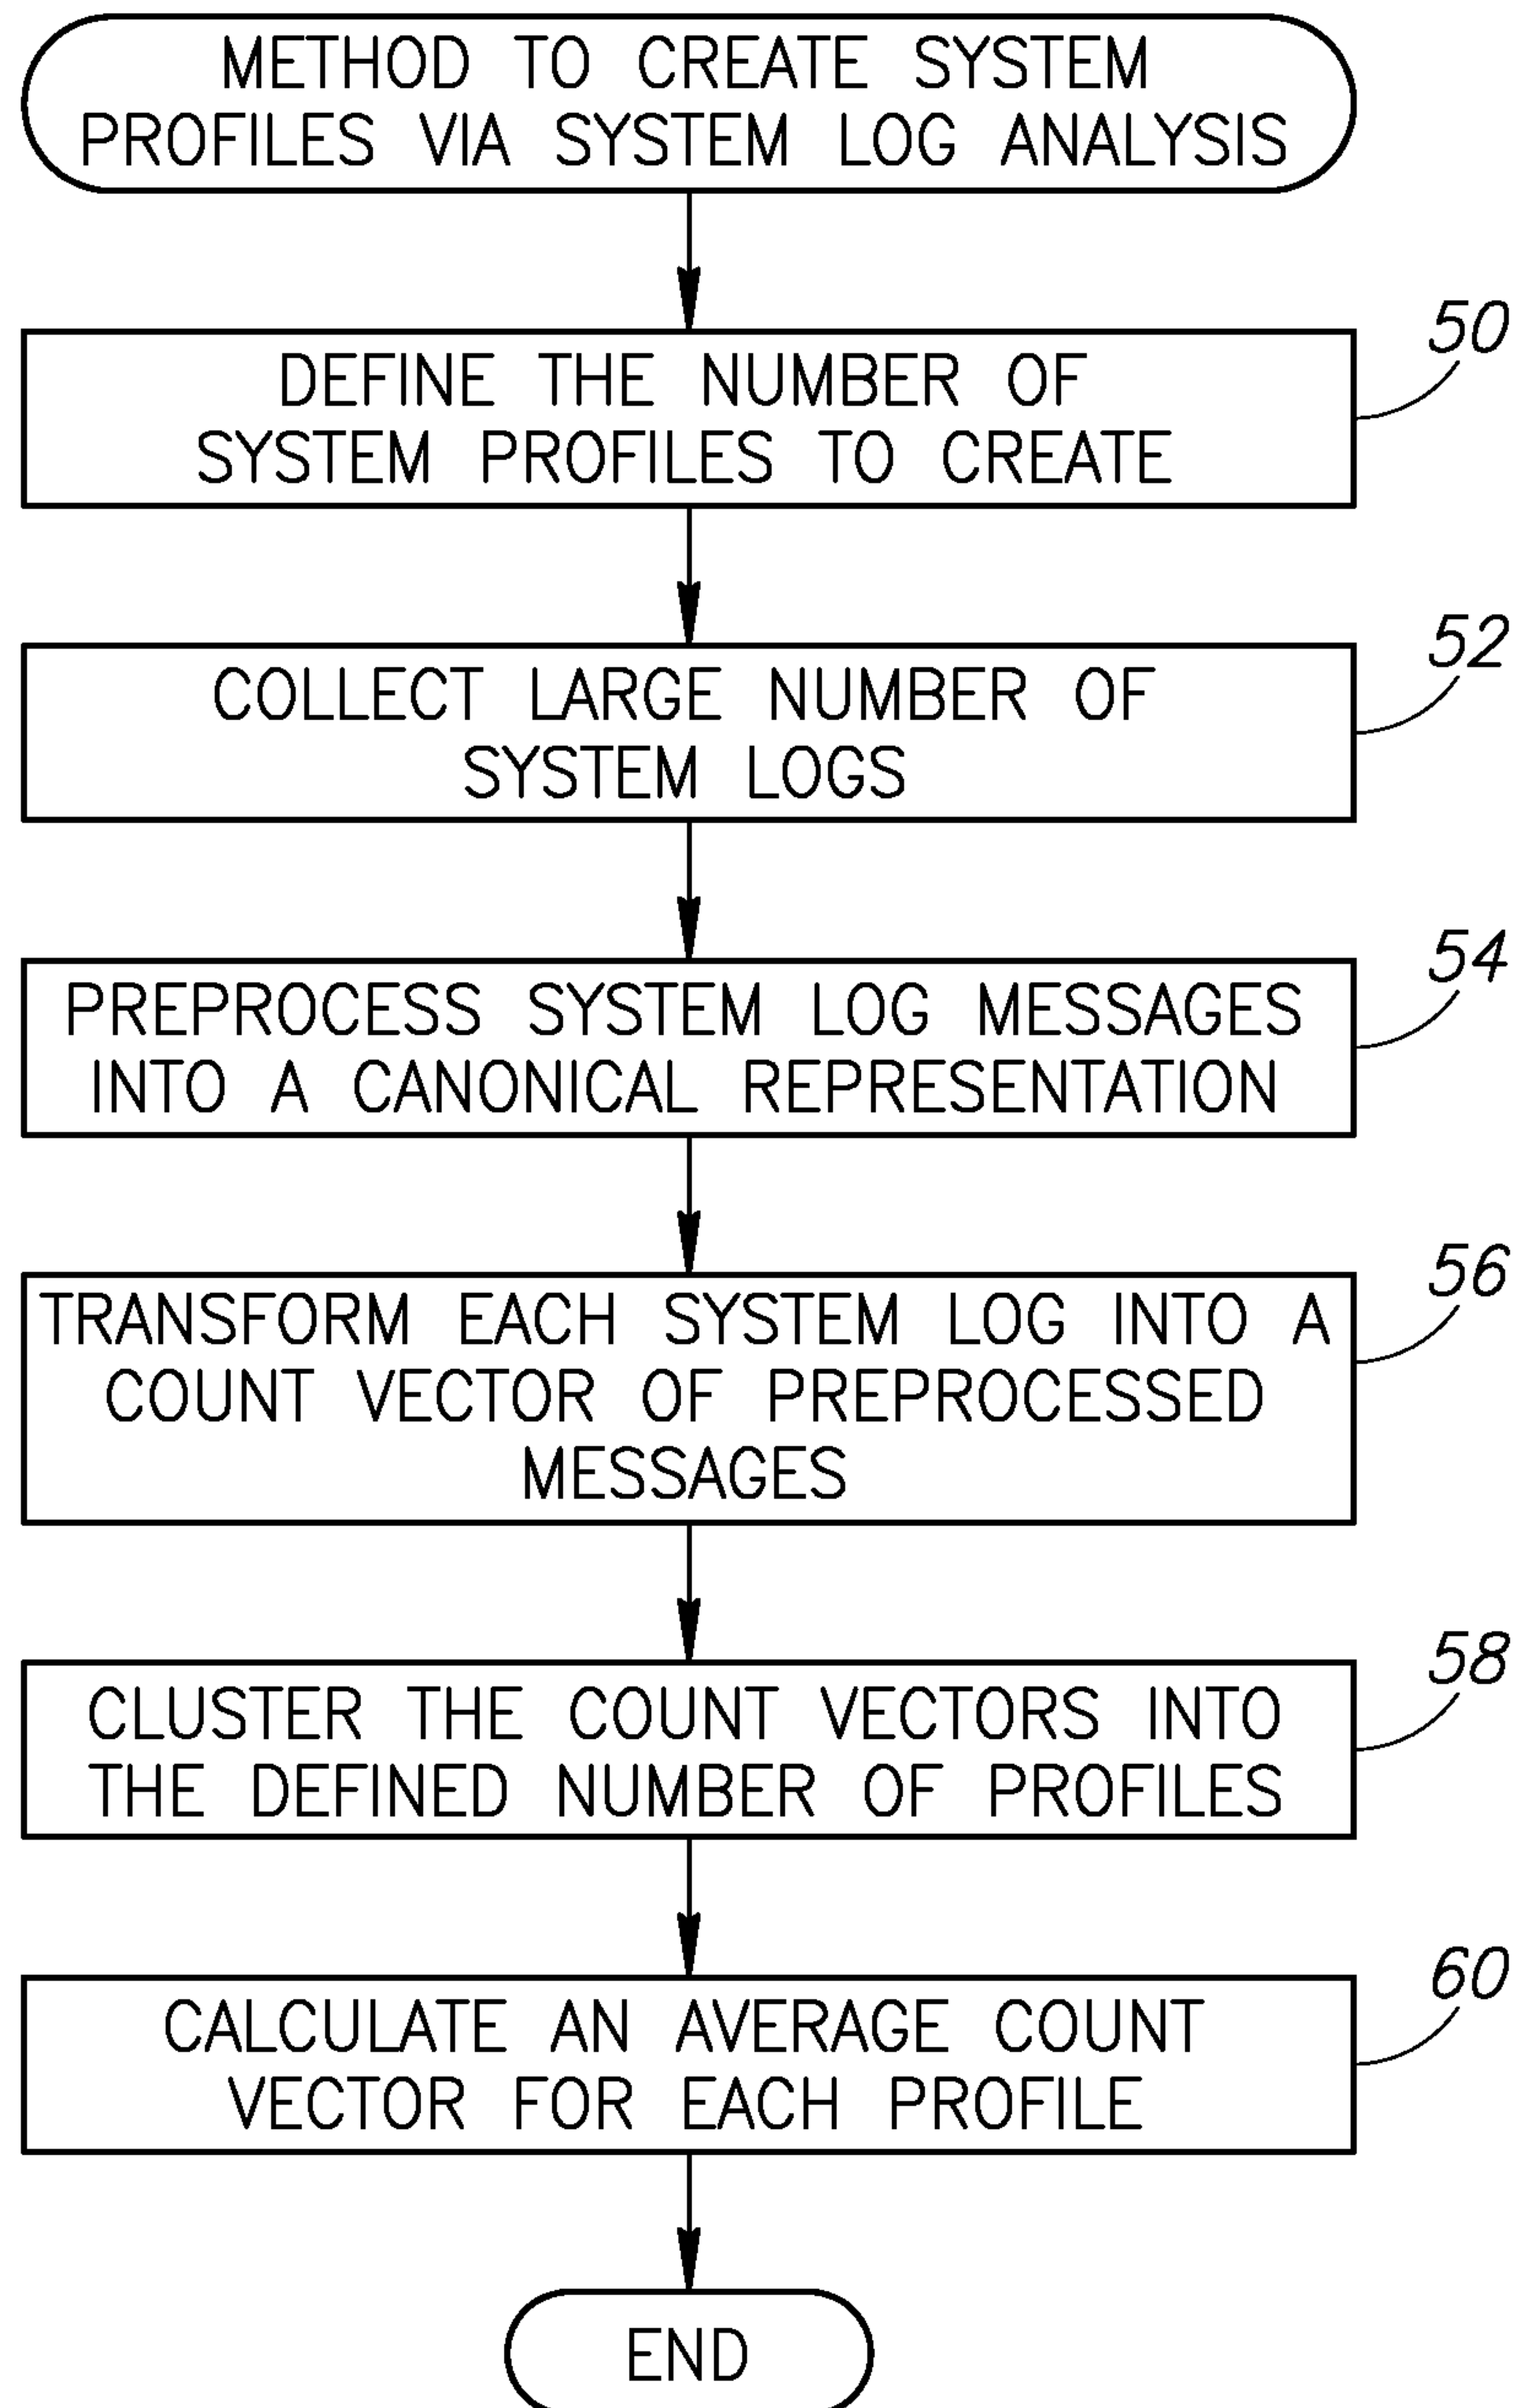 METHOD TO CREATE SYSTEM
PROFILES VIA SYSTEM LOG ANALYSIS
50
DEFINE THE NUMBER OF
SYSTEM PROFILES TO CREATE
52
COLLECT LARGE NUMBER OF
SYSTEM LOGS
54
PREPROCESS SYSTEM LOG MESSAGES
INTO A CANONICAL REPRESENTATION
56
TRANSFORM EACH SYSTEM LOG INTO A
COUNT VECTOR OF PREPROCESSED
MESSAGES
58
CLUSTER THE COUNT VECTORS INTO
THE DEFINED NUMBER OF PROFILES
60
CALCULATE AN AVERAGE COUNT
VECTOR FOR EACH PROFILE
END